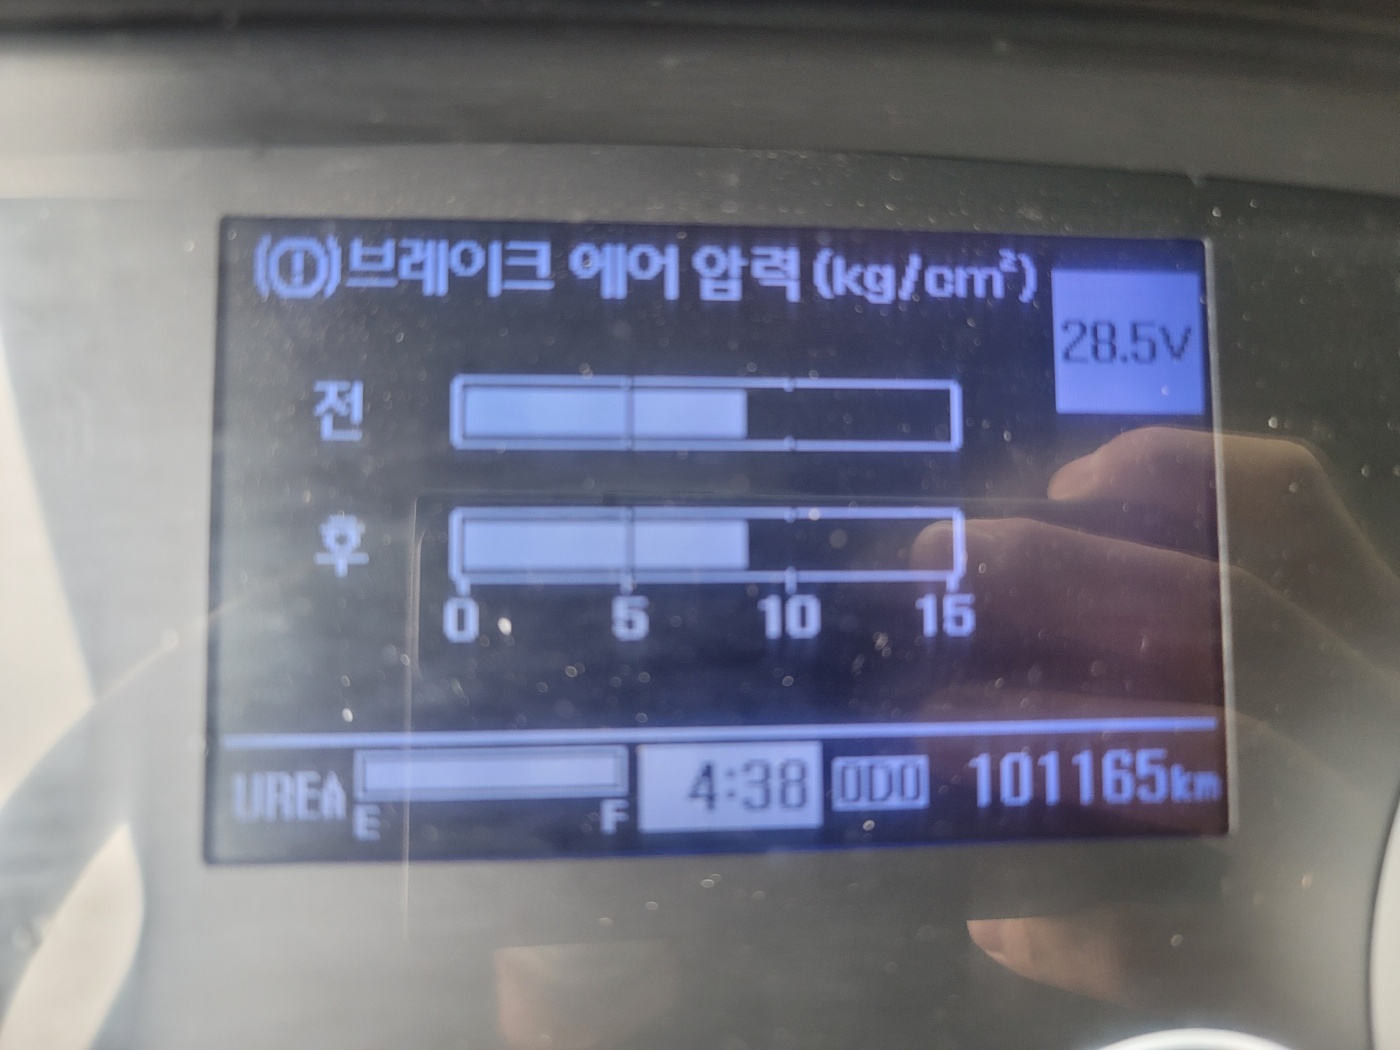 브레이크 에어 압력 (kg/cm²)
28.5V
전
후
0 5 10 15
UREA E F 4:38 ODO 101165km